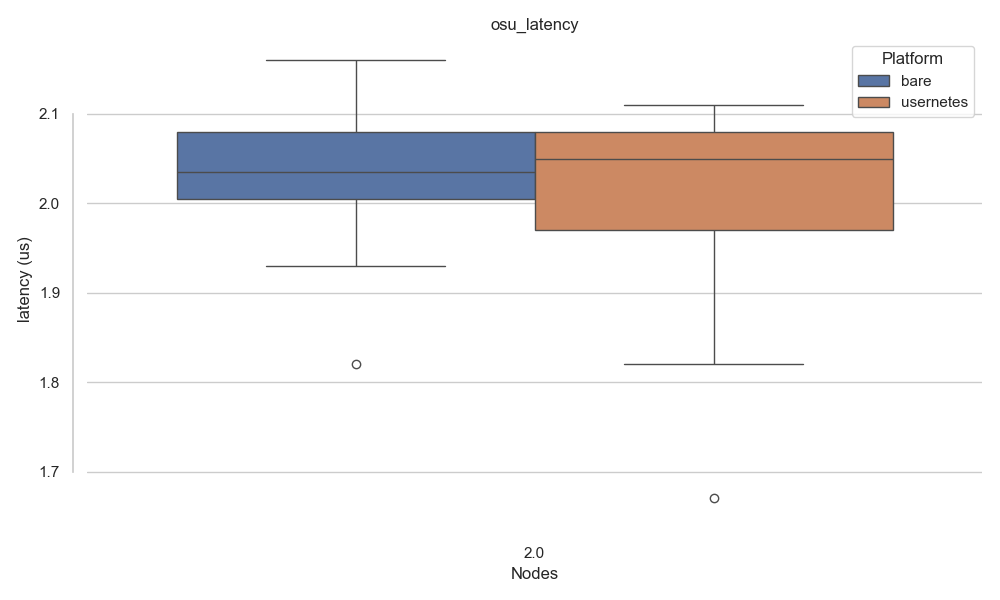 osu_latency
Platform
bare
usernetes
latency (us)
2.1
2.0
1.9
1.8
1.7
2.0
Nodes